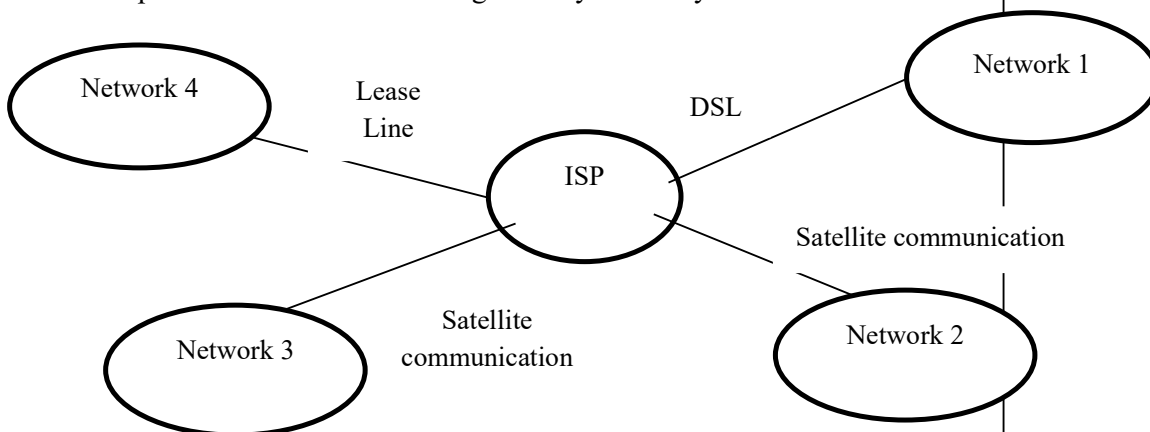 Network 1
Network 4
Lease
Line
DSL
ISP
Satellite communication
Satellite
communication
Network 2
Network 3